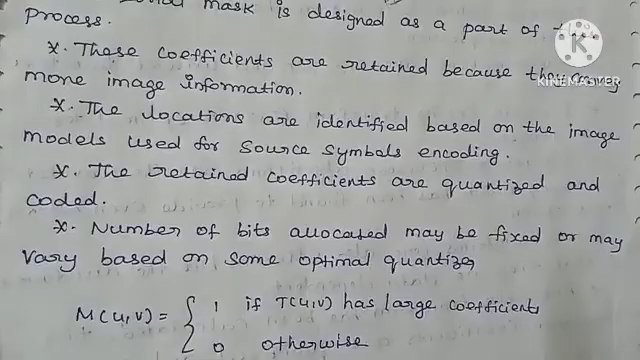 mask is designed as a part of
process.
X. These coefficients are retained because they
more image information.
X. The locations are identified based on the image
models used for source symbols encoding.
X. The retained coefficients are quantized and
coded.
X. Number of bits allocated may be fixed or may
vary based on some optimal quantizer
M(u,v) = { 1 if T(u,v) has large coefficients
0 otherwise
K
KINEMASTER